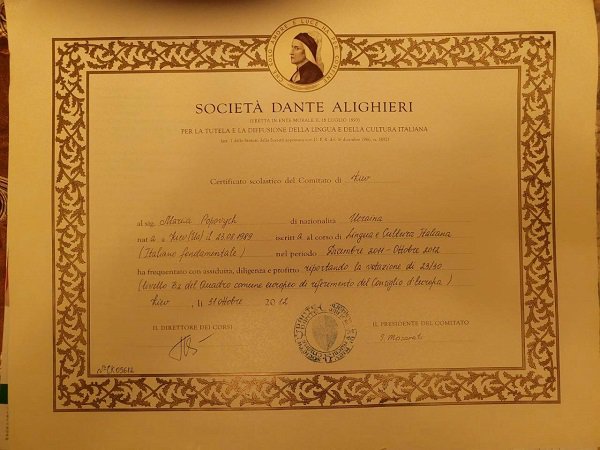 SOCIETÀ DANTE ALIGHIERI
(ERETTA IN ENTE MORALE IL 18 LUGLIO 1893)
PER LA TUTELA E LA DIFFUSIONE DELLA LINGUA E DELLA CULTURA ITALIANA
Certificato scolastico del Comitato di Kiev
al sig. Maria Popovych di nazionalità Ucraina
nat a a Kiev il 23.08.1989 iscritt a al corso di Lingua e Cultura Italiana
(Italiano fondamentale) nel periodo Dicembre 2011 - Ottobre 2012
ha frequentato con assiduità, diligenza e profitto riportando la votazione di 29/30
(livello B2 del Quadro comune europeo di riferimento del Consiglio d'Europa)
Kiev, li 31 Ottobre 2012
IL DIRETTORE DEI CORSI
IL PRESIDENTE DEL COMITATO